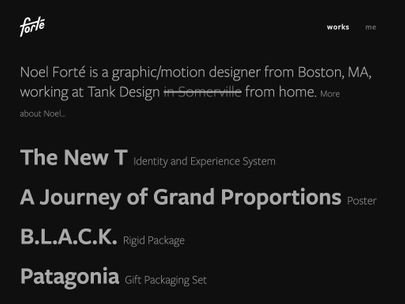 forté
works me
Noel Forté is a graphic/motion designer from Boston, MA,
working at Tank Design in Somerville from home. More
about Noel...
The New T Identity and Experience System
A Journey of Grand Proportions Poster
B.L.A.C.K. Rigid Package
Patagonia Gift Packaging Set